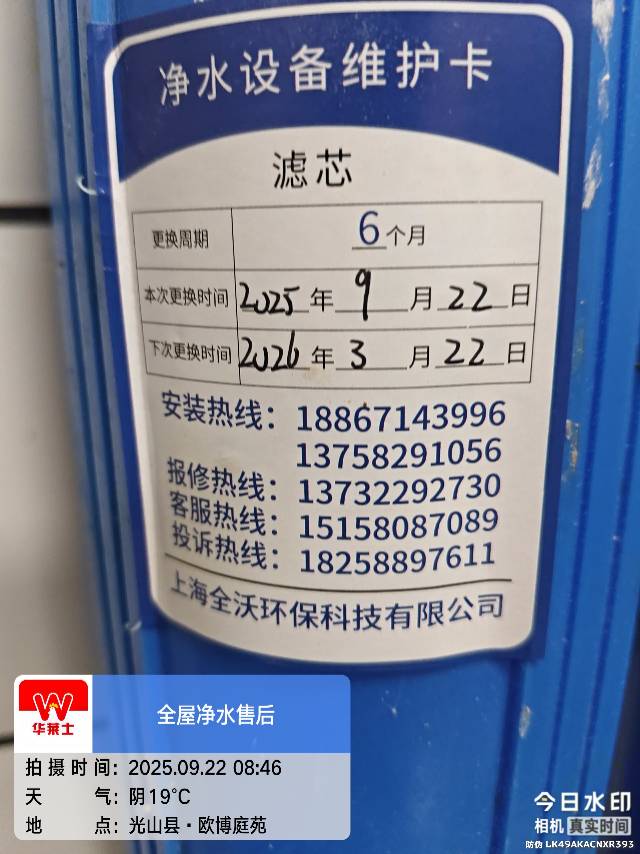 净水设备维护卡
滤芯
更换周期 6个月
本次更换时间 2025年9月22日
下次更换时间 2026年3月22日
安装热线：18867143996
13758291056
报修热线：13732292730
客服热线：15158087089
投诉热线：18258897611
上海全沃环保科技有限公司
华莱士
全屋净水售后
拍摄时间：2025.09.22 08:46
天气：阴19°C
地点：光山县·欧博庭苑
今日水印
相机 真实时间
防伪 LK49AKACNXR393